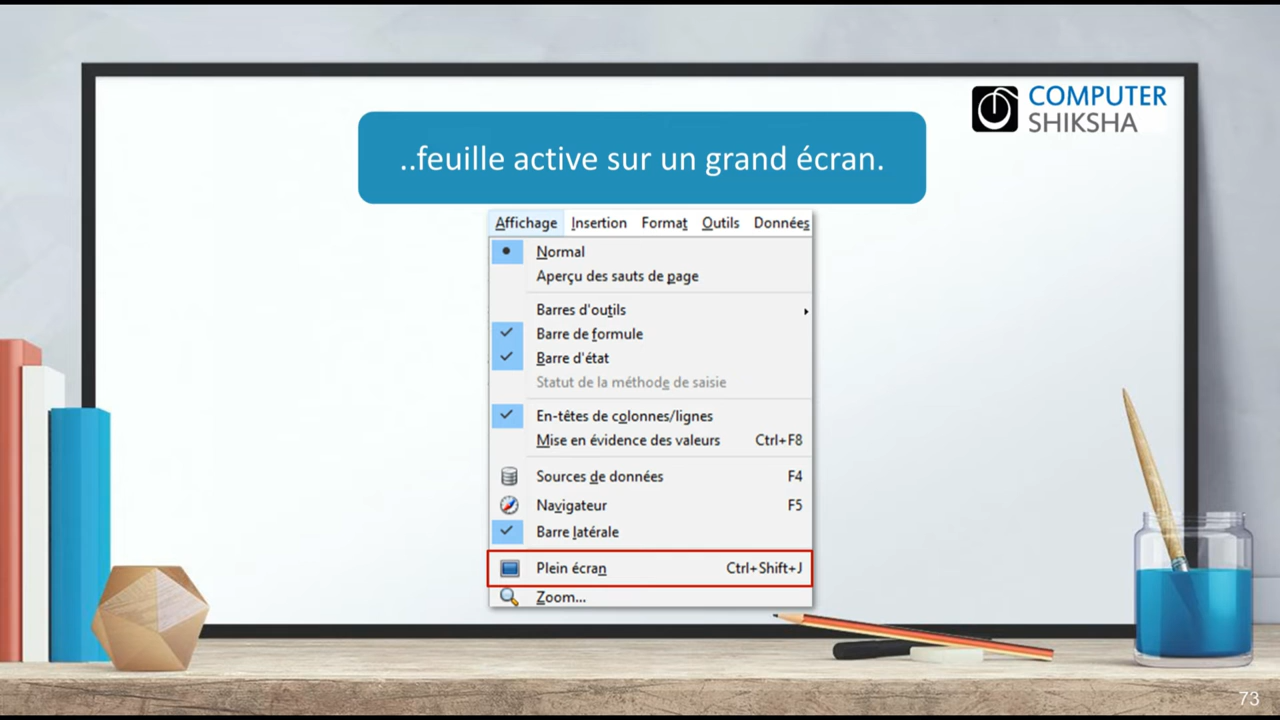 COMPUTER
SHIKSHA
..feuille active sur un grand écran.
Affichage Insertion Format Outils Données
Normal
Aperçu des sauts de page
Barres d'outils
Barre de formule
Barre d'état
Statut de la méthode de saisie
En-têtes de colonnes/lignes
Mise en évidence des valeurs Ctrl+F8
Sources de données F4
Navigateur F5
Barre latérale
Plein écran Ctrl+Shift+J
Zoom...
73